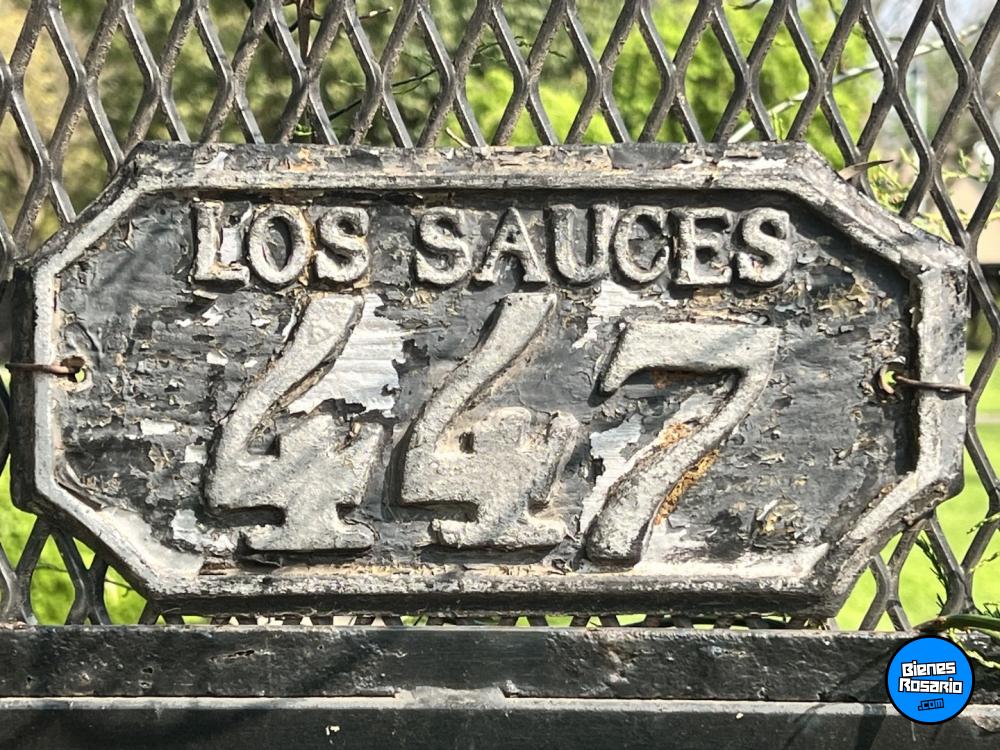 LOS SAUCES
447
Bienes
Rosario
.com